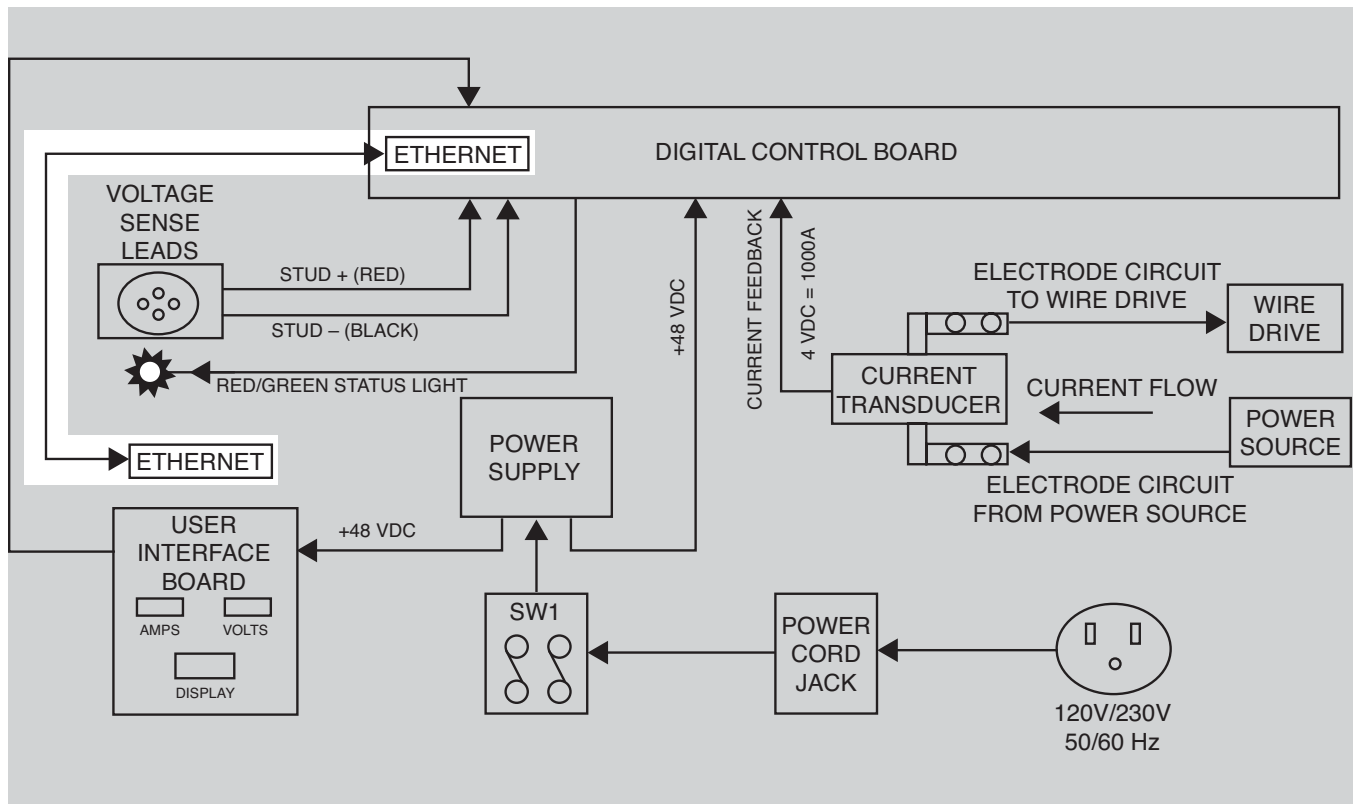 ETHERNET
DIGITAL CONTROL BOARD
VOLTAGE
SENSE
LEADS
STUD + (RED)
STUD – (BLACK)
RED/GREEN STATUS LIGHT
+48 VDC
CURRENT FEEDBACK
4 VDC = 1000A
ELECTRODE CIRCUIT
TO WIRE DRIVE
WIRE
DRIVE
CURRENT
TRANSDUCER
CURRENT FLOW
POWER
SOURCE
ELECTRODE CIRCUIT
FROM POWER SOURCE
POWER
SUPPLY
ETHERNET
USER
INTERFACE
BOARD
AMPS
VOLTS
DISPLAY
+48 VDC
SW1
POWER
CORD
JACK
120V/230V
50/60 Hz